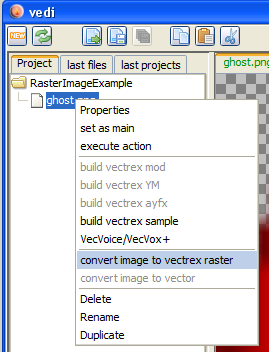 vedi
NEW
Project
last files
last projects
ghost.png
RasterImageExample
ghost.png
Properties
set as main
execute action
build vectrex mod
build vectrex YM
build vectrex ayfx
build vectrex sample
VecVoice/VecVox+
convert image to vectrex raster
convert image to vector
Delete
Rename
Duplicate